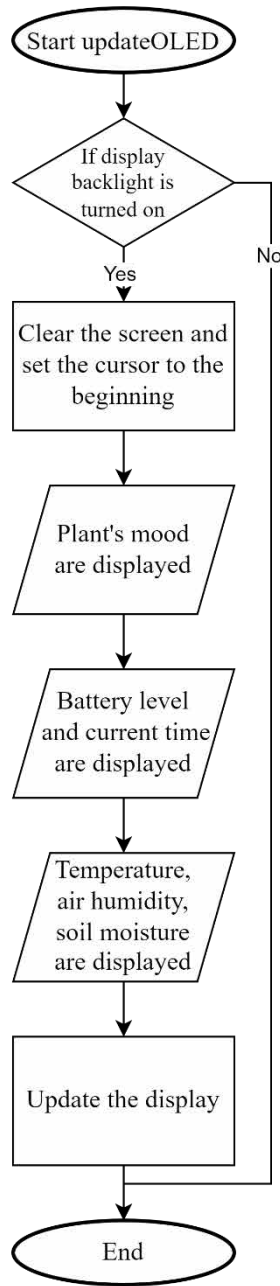 Start updateOLED
If display
backlight is
turned on
No
Yes
Clear the screen and
set the cursor to the
beginning
Plant's mood
are displayed
Battery level
and current time
are displayed
Temperature,
air humidity,
soil moisture
are displayed
Update the display
End